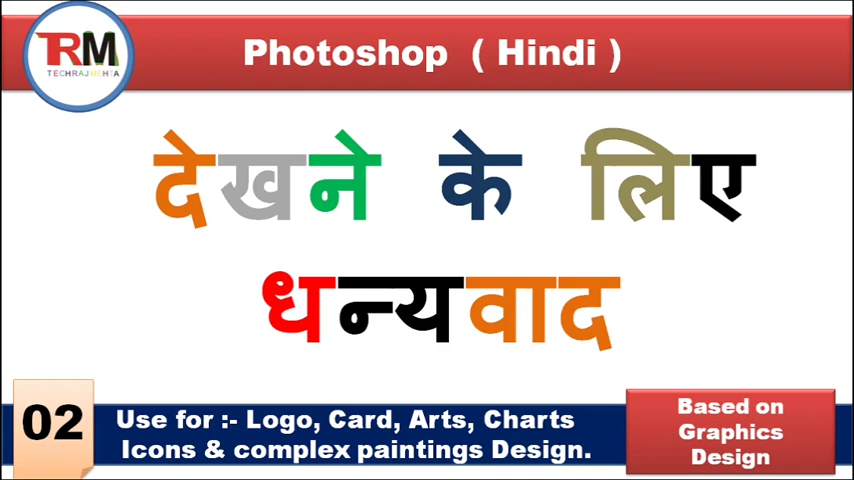 TRM
TECHRAJMEHTA
Photoshop ( Hindi )
देखने के लिए
धन्यवाद
02
Use for :- Logo, Card, Arts, Charts
Icons & complex paintings Design.
Based on
Graphics
Design